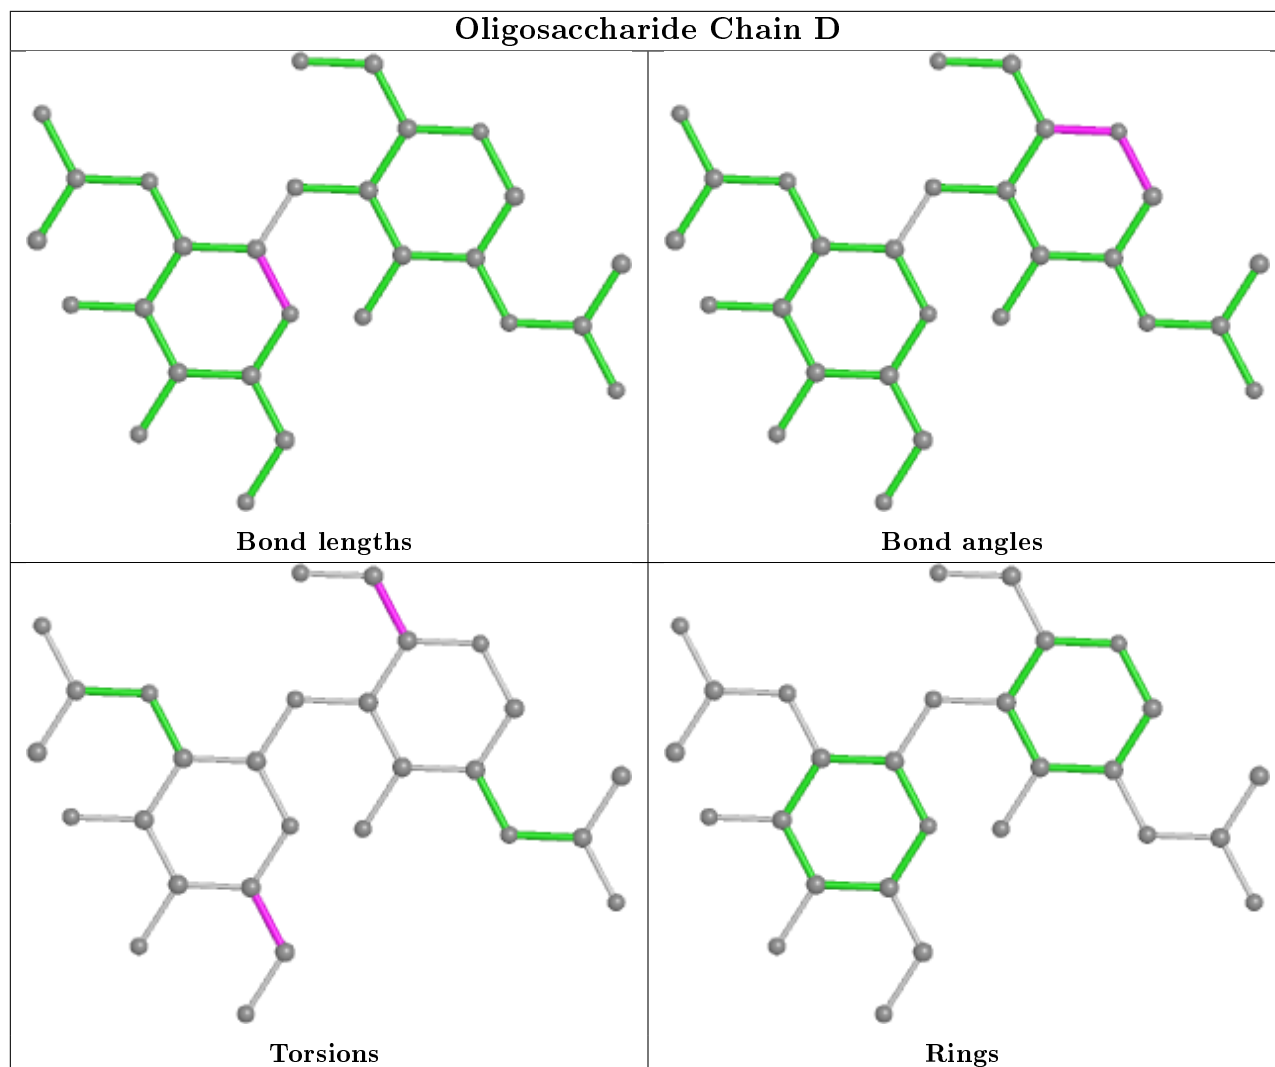 Oligosaccharide Chain D
Bond lengths
Bond angles
Torsions
Rings